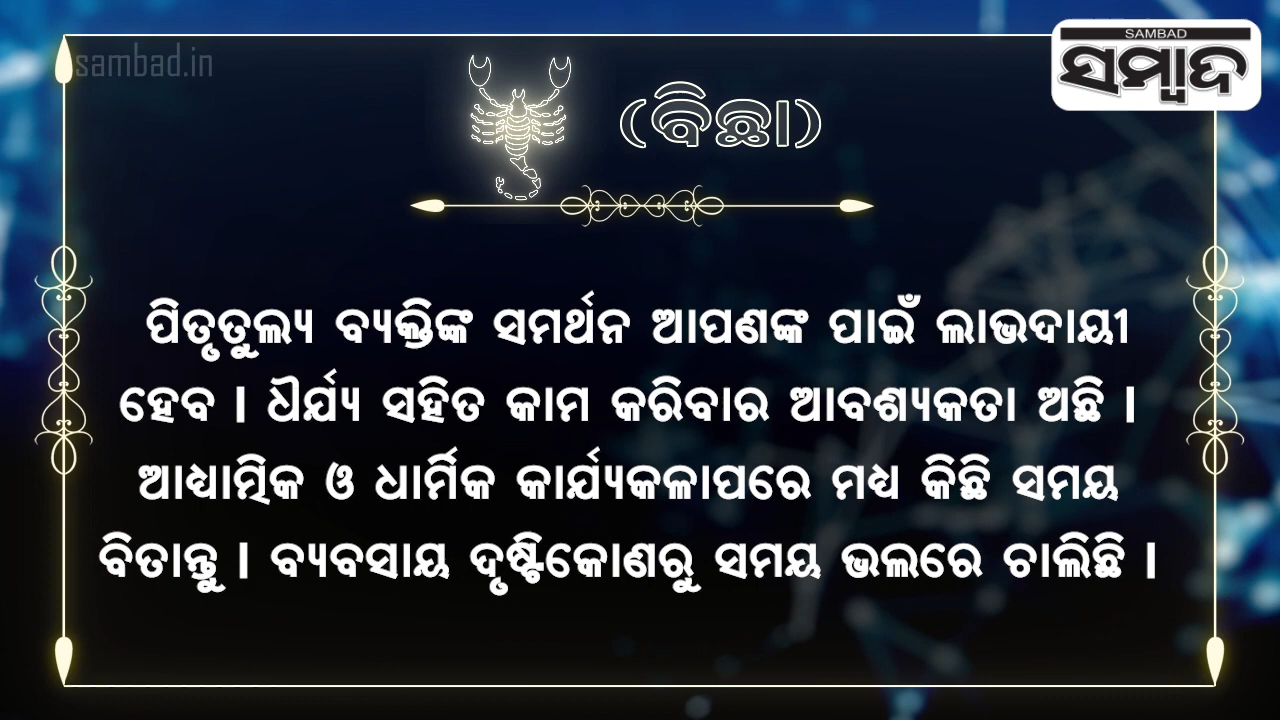 sambad.in
SAMBAD
ସମ୍ବାଦ
(ବିଛା)
ପିତୃତୁଲ୍ୟ ବ୍ୟକ୍ତିଙ୍କ ସମର୍ଥନ ଆପଣଙ୍କ ପାଇଁ ଲାଭଦାୟୀ
ହେବ । ଧୈର୍ଯ୍ୟ ସହିତ କାମ କରିବାର ଆବଶ୍ୟକତା ଅଛି ।
ଆଧ୍ୟାତ୍ମିକ ଓ ଧାର୍ମିକ କାର୍ଯ୍ୟକଳାପରେ ମଧ୍ୟ କିଛି ସମୟ
ବିତାନ୍ତୁ । ବ୍ୟବସାୟ ଦୃଷ୍ଟିକୋଣରୁ ସମୟ ଭଲରେ ଚାଲିଛି ।